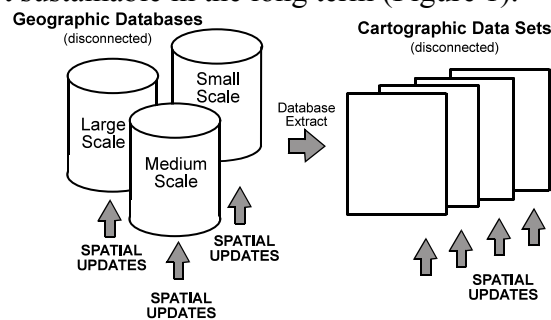 t sustainable in the long term (Figure 1).
Geographic Databases
(disconnected)
Cartographic Data Sets
(disconnected)
Small
Scale
Large
Scale
Medium
Scale
Database
Extract
SPATIAL
UPDATES
SPATIAL
UPDATES
SPATIAL
UPDATES
SPATIAL
UPDATES